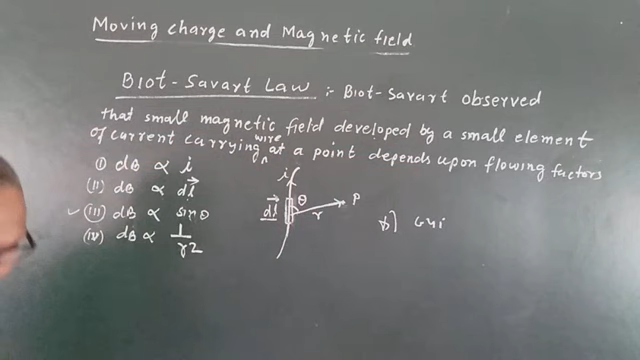 Moving charge and Magnetic field
Biot-Savart Law :- Biot-Savart observed
that small magnetic field developed by a small element
of current carrying wire at a point depends upon flowing factors
(i) dB ∝ i
(ii) dB ∝ dl⃗
(iii) dB ∝ sinθ
(iv) dB ∝ 1/r2
i
θ
P
dl⃗
r